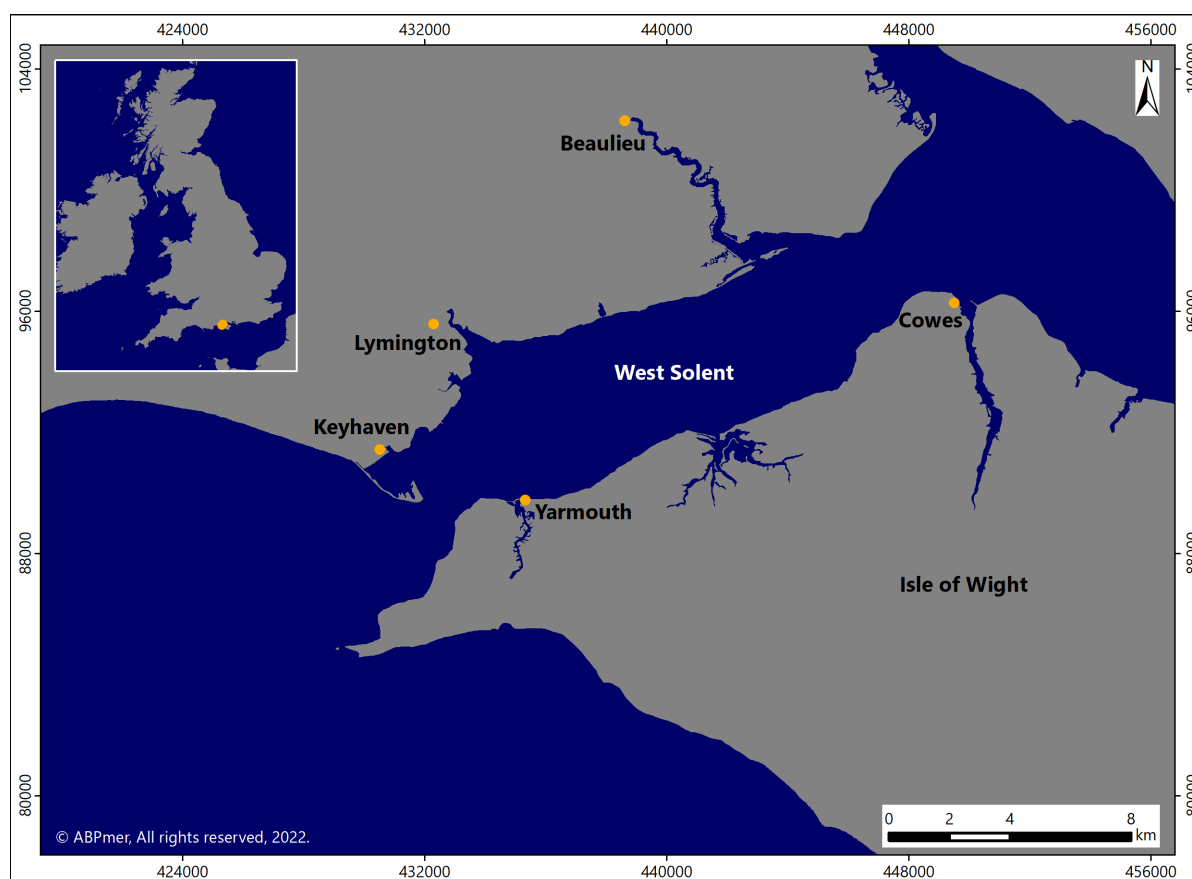 424000 432000 440000 448000 456000
104000 104000
N
Beaulieu
96000 96000
Cowes
Lymington
West Solent
Keyhaven
Yarmouth
88000 88000
Isle of Wight
80000 80000
0 2 4 8
km
© ABPmer, All rights reserved, 2022.
424000 432000 440000 448000 456000